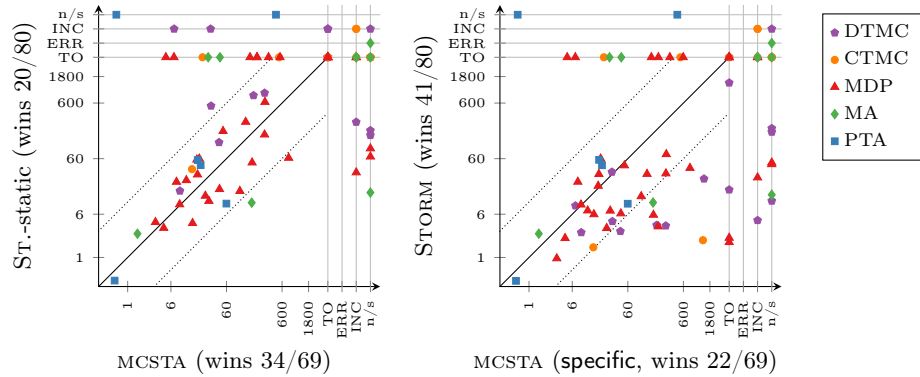 n/s
INC
ERR
TO
1800
600
60
6
1
St.-static (wins 20/80)
1 6 60 600 1800 TO ERR INC n/s
mcsta (wins 34/69)
n/s
INC
ERR
TO
1800
600
60
6
1
Storm (wins 41/80)
1 6 60 600 1800 TO ERR INC n/s
mcsta (specific, wins 22/69)
DTMC
CTMC
MDP
MA
PTA